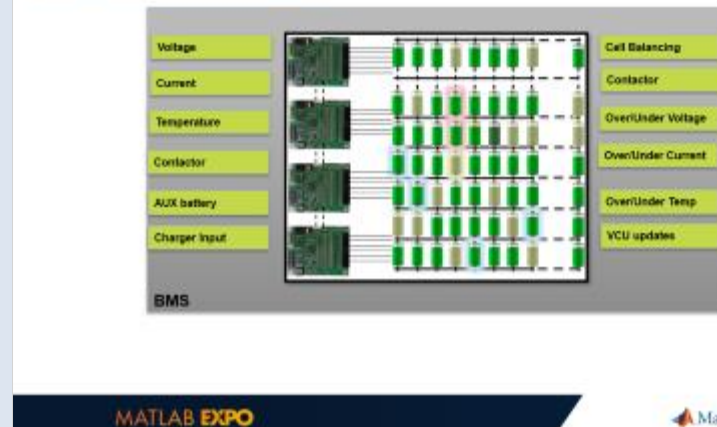 Voltage
Current
Temperature
Contactor
AUX battery
Charger Input
BMS
Cell Balancing
Contactor
Over/Under Voltage
Over/Under Current
Over/Under Temp
VCU updates
MATLAB EXPO
Ma